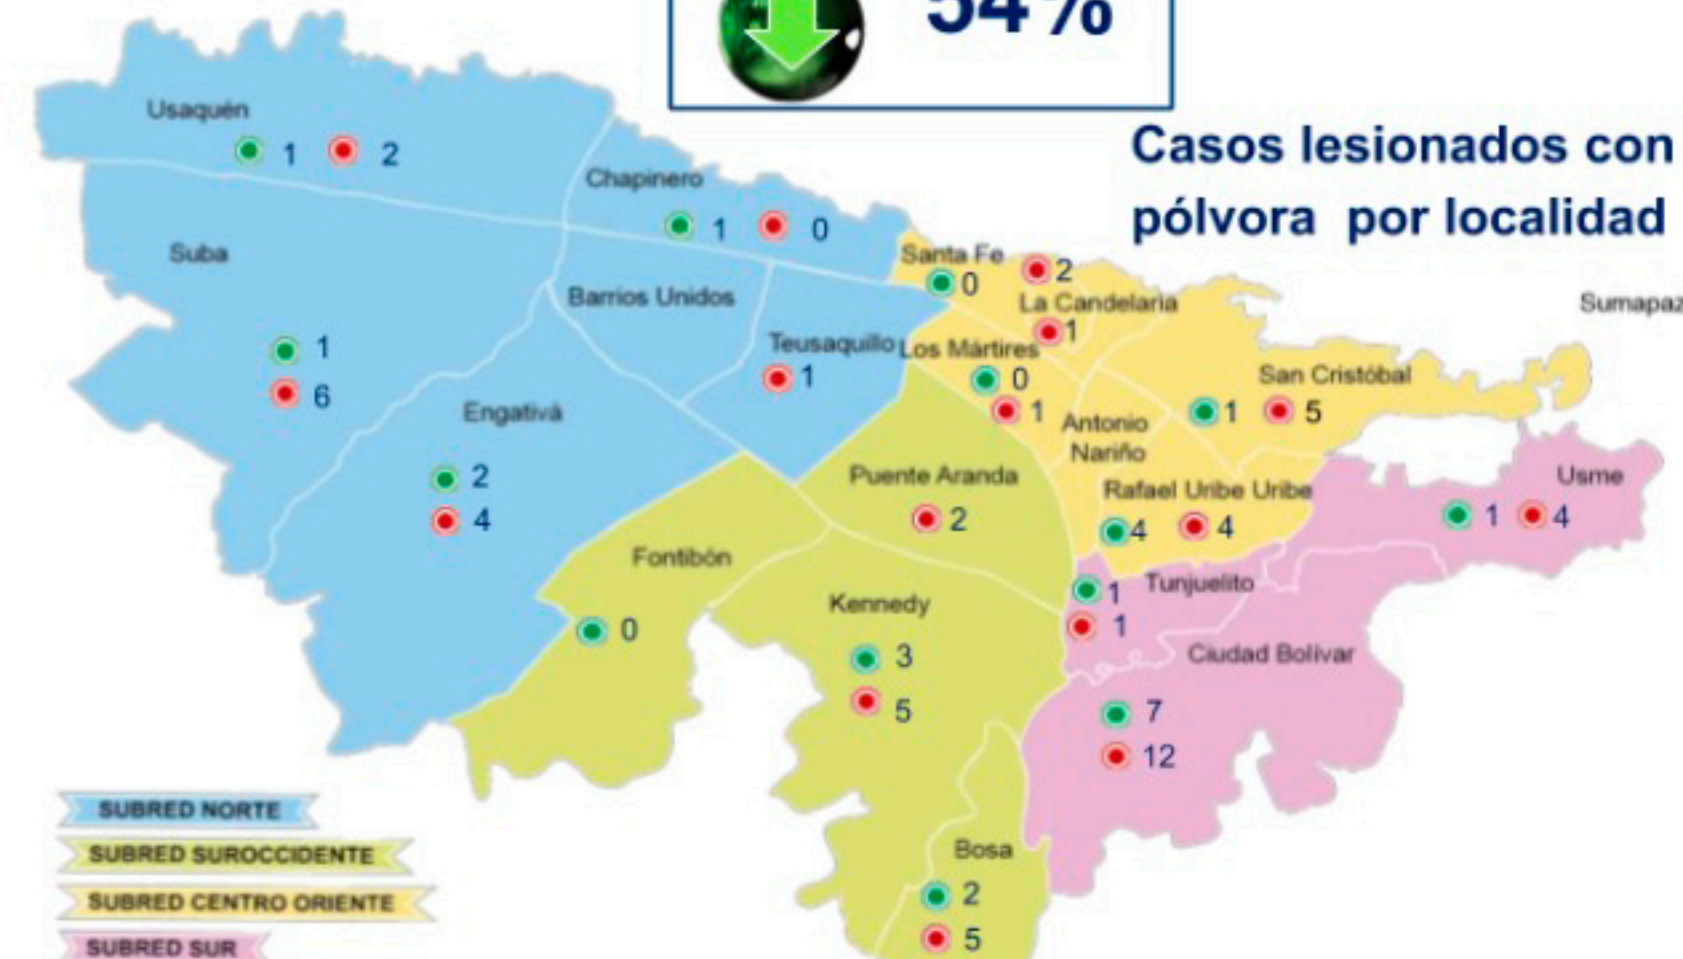 54%
Casos lesionados con
pólvora por localidad
Usaquén
1 2
Chapinero
1 0
Suba
1
6
Barrios Unidos
Teusaquillo
1
Engativá
2
4
Santa Fe
0 2
La Candelaria
1
Los Mártires
0
1
Antonio
Nariño
San Cristóbal
1 5
Sumapaz
Rafael Uribe Uribe
4 4
Usme
1 4
Puente Aranda
2
Fontibón
0
Kennedy
3
5
Tunjuelito
1
1
Ciudad Bolívar
7
12
Bosa
2
5
SUBRED NORTE
SUBRED SUROCCIDENTE
SUBRED CENTRO ORIENTE
SUBRED SUR